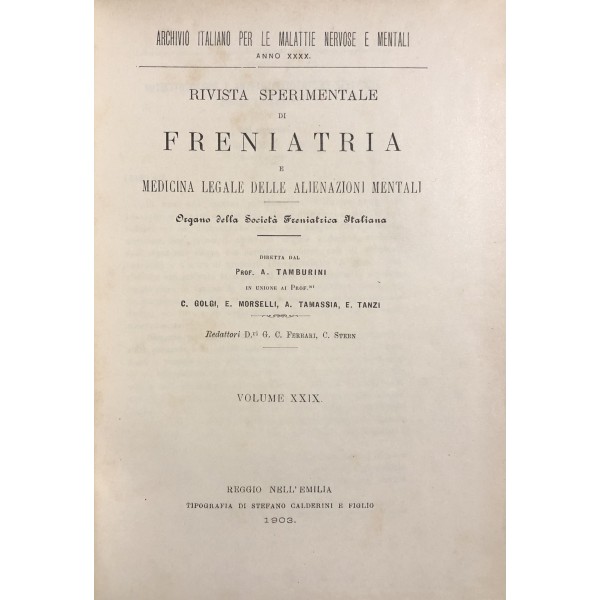 ARCHIVIO ITALIANO PER LE MALATTIE NERVOSE E MENTALI
ANNO XXXX.
RIVISTA SPERIMENTALE
DI
FRENIATRIA
E
MEDICINA LEGALE DELLE ALIENAZIONI MENTALI
Organo della Società Freniatrica Italiana
DIRETTA DAL
PROF. A. TAMBURINI
IN UNIONE AI PROF.ri
C. GOLGI, E. MORSELLI, A. TAMASSIA, E. TANZI
Redattori D.ri G. C. FERRARI, C. STERN
VOLUME XXIX.
REGGIO NELL'EMILIA
TIPOGRAFIA DI STEFANO CALDERINI E FIGLIO
1903.